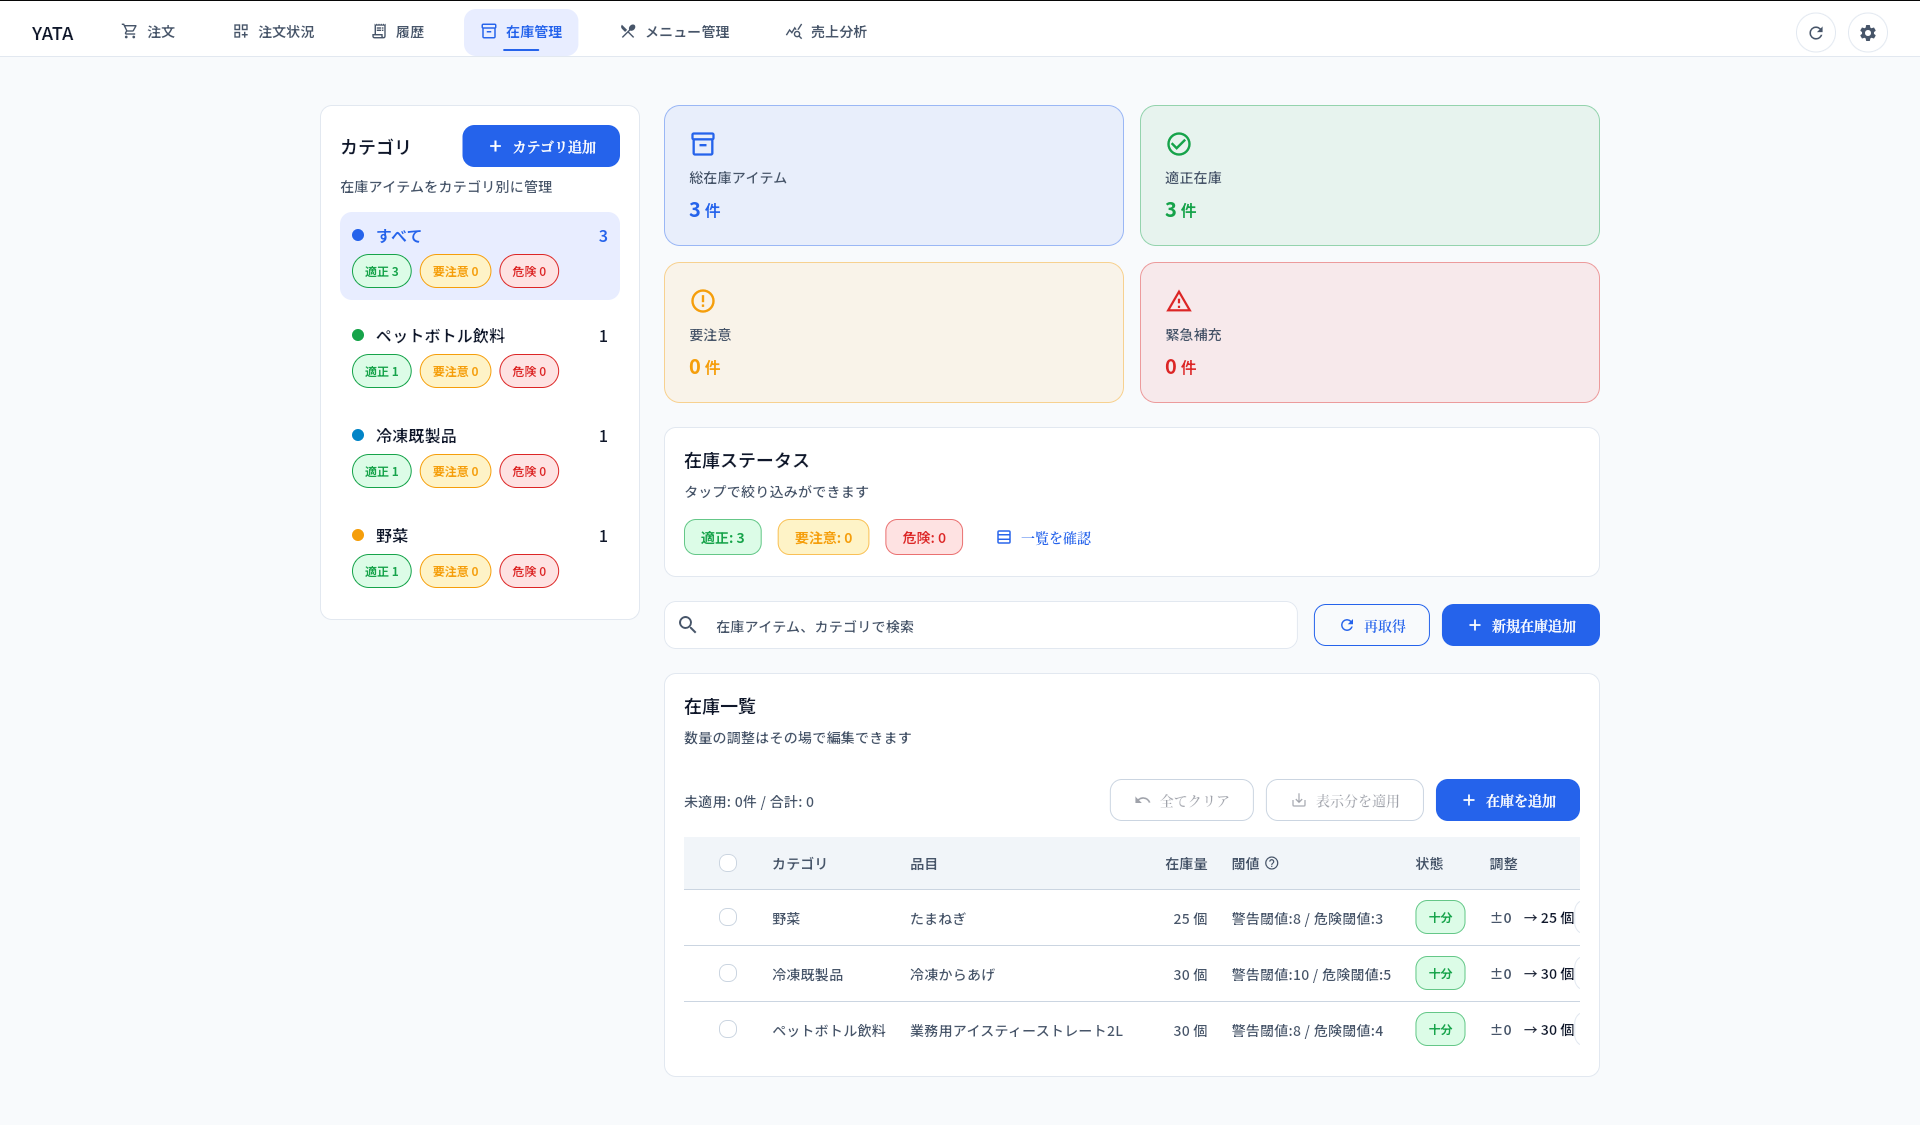 YATA
注文
注文状況
履歴
在庫管理
メニュー管理
売上分析
カテゴリ
カテゴリ追加
在庫アイテムをカテゴリ別に管理
すべて 3
適正 3 要注意 0 危険 0
ペットボトル飲料 1
適正 1 要注意 0 危険 0
冷凍既製品 1
適正 1 要注意 0 危険 0
野菜 1
適正 1 要注意 0 危険 0
総在庫アイテム
3 件
適正在庫
3 件
要注意
0 件
緊急補充
0 件
在庫ステータス
タップで絞り込みができます
適正: 3 要注意: 0 危険: 0 一覧を確認
在庫アイテム、カテゴリで検索
再取得
新規在庫追加
在庫一覧
数量の調整はその場で編集できます
未適用: 0件 / 合計: 0
全てクリア
表示分を適用
在庫を追加
カテゴリ 品目 在庫量 閾値 状態 調整
野菜 たまねぎ 25 個 警告閾値:8 / 危険閾値:3 十分 ±0 → 25 個
冷凍既製品 冷凍からあげ 30 個 警告閾値:10 / 危険閾値:5 十分 ±0 → 30 個
ペットボトル飲料 業務用アイスティーストレート2L 30 個 警告閾値:8 / 危険閾値:4 十分 ±0 → 30 個